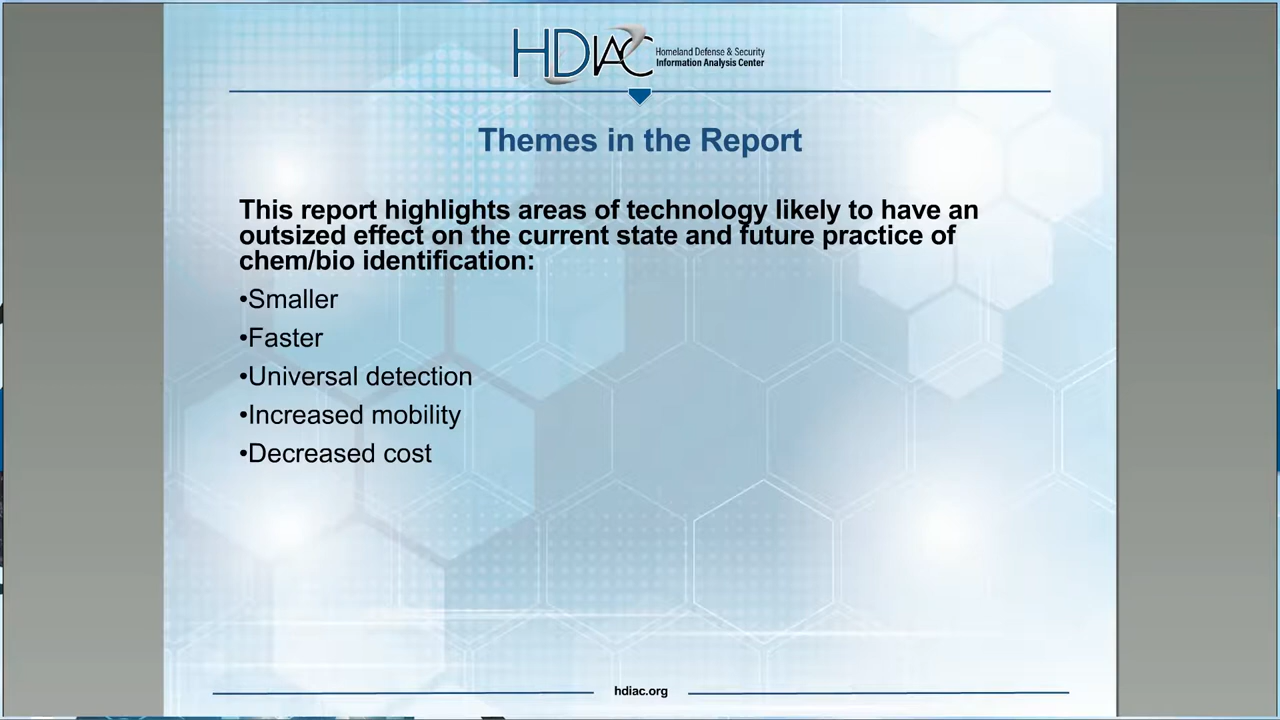 HDIAC
Homeland Defense & Security
Information Analysis Center
Themes in the Report
This report highlights areas of technology likely to have an
outsized effect on the current state and future practice of
chem/bio identification:
•Smaller
•Faster
•Universal detection
•Increased mobility
•Decreased cost
hdiac.org